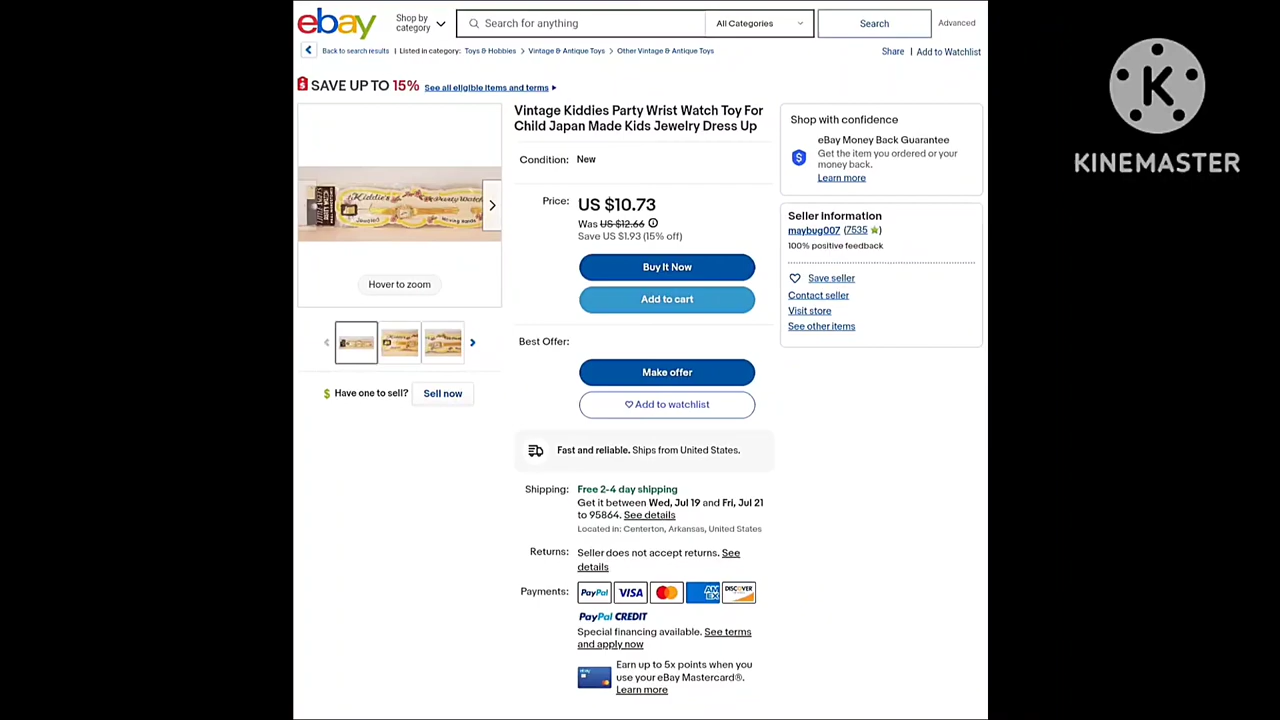 ebay
Shop by
category
Search for anything
All Categories
Search
Advanced
Back to search results | Listed in category: Toys & Hobbies > Vintage & Antique Toys > Other Vintage & Antique Toys
Share | Add to Watchlist
SAVE UP TO 15% See all eligible items and terms
Vintage Kiddies Party Wrist Watch Toy For
Child Japan Made Kids Jewelry Dress Up
Condition: New
Price: US $10.73
Was US $12.66
Save US $1.93 (15% off)
Buy It Now
Add to cart
Best Offer:
Make offer
Add to watchlist
Kiddie's Party Watch
Hover to zoom
$ Have one to sell? Sell now
Fast and reliable. Ships from United States.
Shipping: Free 2-4 day shipping
Get it between Wed, Jul 19 and Fri, Jul 21
to 95864. See details
Located in: Centerton, Arkansas, United States
Returns: Seller does not accept returns. See
details
Payments: PayPal VISA AM EX DISCOVER
PayPal CREDIT
Special financing available. See terms
and apply now
ebay
Earn up to 5x points when you
use your eBay Mastercard®.
Learn more
Shop with confidence
eBay Money Back Guarantee
Get the item you ordered or your
money back.
Learn more
Seller information
maybug007 (7535)
100% positive feedback
Save seller
Contact seller
Visit store
See other items
K
KINEMASTER